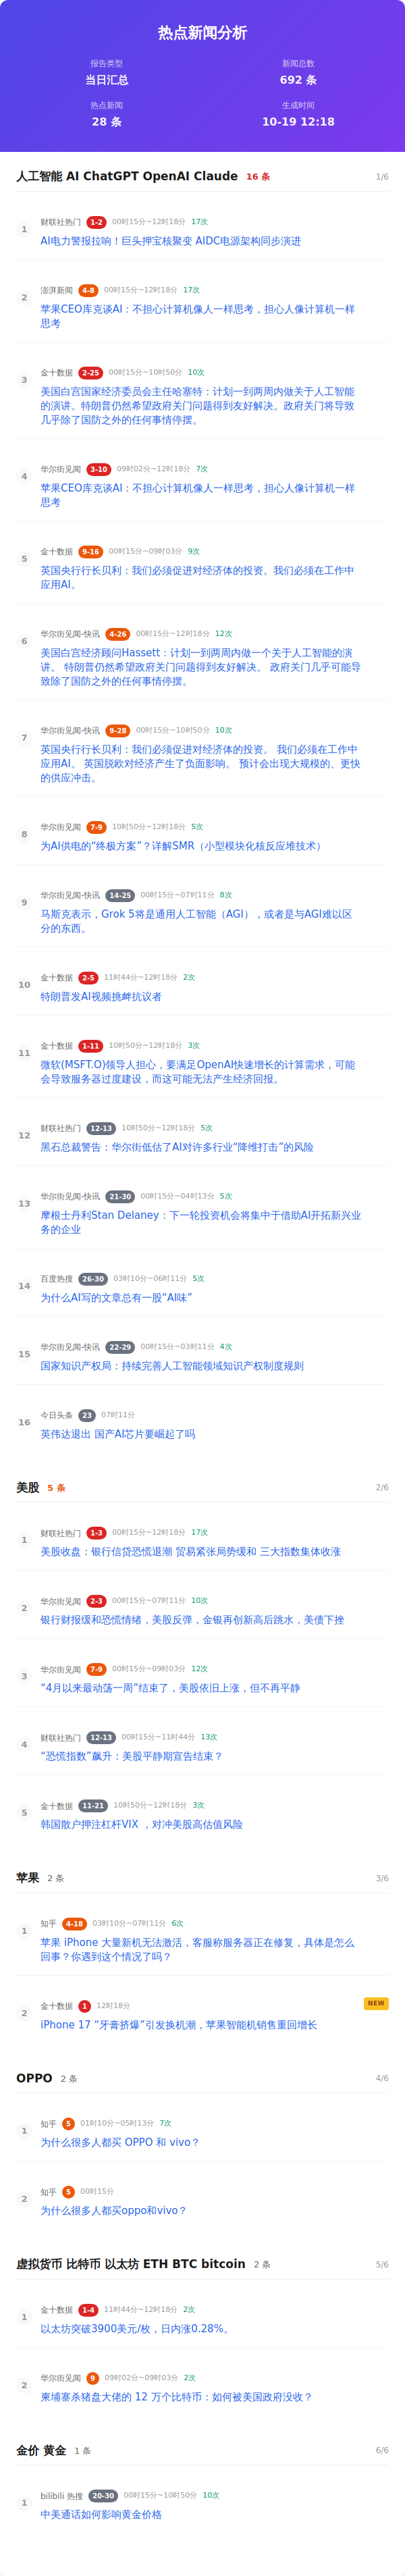 热点新闻分析
报告类型
新闻总数
当日汇总
692 条
热点新闻
生成时间
28 条
10-19 12:18
人工智能 AI ChatGPT OpenAI Claude 16 条 1/6
1 财联社热门 1-2 00时15分~12时18分 17次
AI电力警报拉响！巨头押宝核聚变 AIDC电源架构同步演进
2 澎湃新闻 4-8 00时15分~12时18分 17次
苹果CEO库克谈AI：不担心计算机像人一样思考，担心人像计算机一样
思考
3 金十数据 2-25 00时15分~10时50分 10次
美国白宫国家经济委员会主任哈塞特：计划一到两周内做关于人工智能
的演讲。特朗普仍然希望政府关门问题得到友好解决。政府关门将导致
几乎除了国防之外的任何事情停摆。
4 华尔街见闻 3-10 09时02分~12时18分 7次
苹果CEO库克谈AI：不担心计算机像人一样思考，担心人像计算机一样
思考
5 金十数据 9-16 00时15分~09时03分 9次
英国央行行长贝利：我们必须促进对经济体的投资。我们必须在工作中
应用AI。
6 华尔街见闻-快讯 4-26 00时15分~12时18分 12次
美国白宫经济顾问Hassett：计划一到两周内做一个关于人工智能的演
讲。 特朗普仍然希望政府关门问题得到友好解决。 政府关门几乎可能导
致除了国防之外的任何事情停摆。
7 华尔街见闻-快讯 9-28 00时15分~10时50分 10次
英国央行行长贝利：我们必须促进对经济体的投资。 我们必须在工作中
应用AI。 英国脱欧对经济产生了负面影响。 预计会出现大规模的、更快
的供应冲击。
8 华尔街见闻 7-9 10时50分~12时18分 5次
为AI供电的“终极方案”？详解SMR（小型模块化核反应堆技术）
9 华尔街见闻-快讯 14-25 00时15分~07时11分 8次
马斯克表示，Grok 5将是通用人工智能（AGI），或者是与AGI难以区
分的东西。
10 金十数据 2-5 11时44分~12时18分 2次
特朗普发AI视频挑衅抗议者
11 金十数据 1-11 10时50分~12时18分 3次
微软(MSFT.O)领导人担心，要满足OpenAI快速增长的计算需求，可能
会导致服务器过度建设，而这可能无法产生经济回报。
12 财联社热门 12-13 10时50分~12时18分 5次
黑石总裁警告：华尔街低估了AI对许多行业“降维打击”的风险
13 华尔街见闻-快讯 21-30 00时15分~04时13分 5次
摩根士丹利Stan Delaney：下一轮投资机会将集中于借助AI开拓新兴业
务的企业
14 百度热搜 26-30 03时10分~06时11分 5次
为什么AI写的文章总有一股“AI味”
15 华尔街见闻-快讯 22-29 00时15分~03时11分 4次
国家知识产权局：持续完善人工智能领域知识产权制度规则
16 今日头条 23 07时11分
英伟达退出 国产AI芯片要崛起了吗
美股 5 条 2/6
1 财联社热门 1-3 00时15分~12时18分 17次
美股收盘：银行信贷恐慌退潮 贸易紧张局势缓和 三大指数集体收涨
2 华尔街见闻 2-3 00时15分~07时11分 10次
银行财报缓和恐慌情绪，美股反弹，金银再创新高后跳水，美债下挫
3 华尔街见闻 7-9 00时15分~09时03分 12次
“4月以来最动荡一周”结束了，美股依旧上涨，但不再平静
4 财联社热门 12-13 00时15分~11时44分 13次
“恐慌指数”飙升：美股平静期宣告结束？
5 金十数据 11-21 10时50分~12时18分 3次
韩国散户押注杠杆VIX ，对冲美股高估值风险
苹果 2 条 3/6
1 知乎 4-18 03时10分~07时11分 6次
苹果 iPhone 大量新机无法激活，客服称服务器正在修复，具体是怎么
回事？你遇到这个情况了吗？
NEW
2 金十数据 1 12时18分
iPhone 17 “牙膏挤爆”引发换机潮，苹果智能机销售重回增长
OPPO 2 条 4/6
1 知乎 5 01时10分~05时13分 7次
为什么很多人都买 OPPO 和 vivo？
2 知乎 5 00时15分
为什么很多人都买oppo和vivo？
虚拟货币 比特币 以太坊 ETH BTC bitcoin 2 条 5/6
1 金十数据 1-4 11时44分~12时18分 2次
以太坊突破3900美元/枚，日内涨0.28%。
2 华尔街见闻 9 09时02分~09时03分 2次
柬埔寨杀猪盘大佬的 12 万个比特币：如何被美国政府没收？
金价 黄金 1 条 6/6
1 bilibili 热搜 20-30 00时15分~10时50分 10次
中美通话如何影响黄金价格